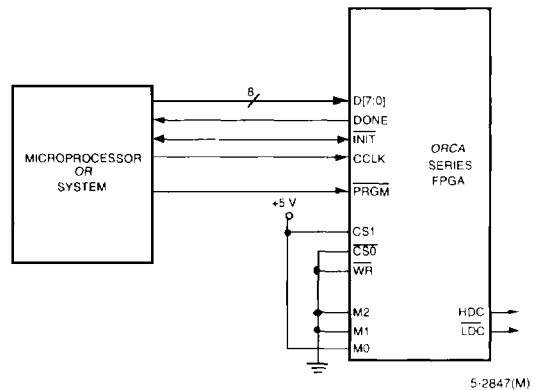 8
D[7:0]
DONE
INIT
CCLK
PRGM
MICROPROCESSOR
OR
SYSTEM
ORCA
SERIES
FPGA
+5 V
CS1
CS0
WR
M2
M1
M0
HDC
LDC
5-2847(M)